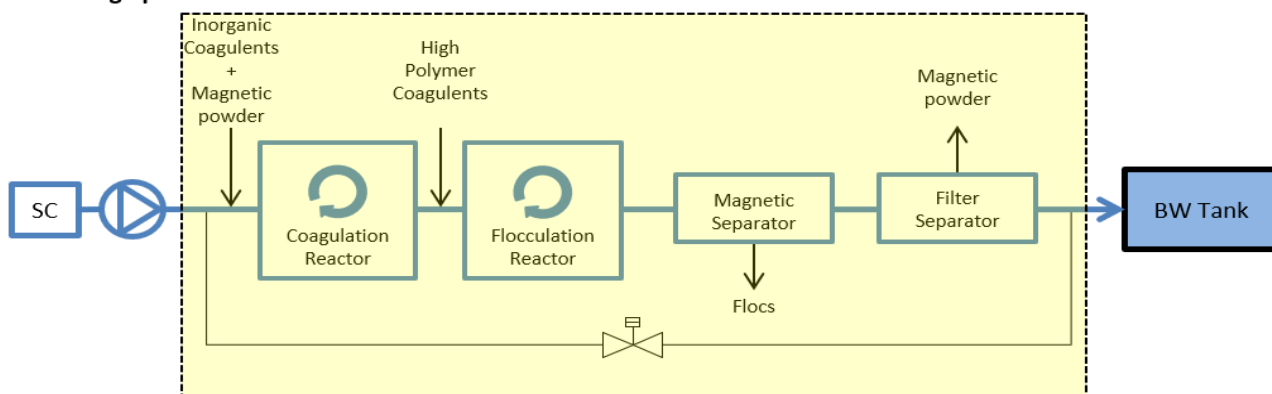 Inorganic
Coagulents
+
Magnetic
powder
High
Polymer
Coagulents
Magnetic
powder
SC
Coagulation
Reactor
Flocculation
Reactor
Magnetic
Separator
Filter
Separator
BW Tank
Flocs